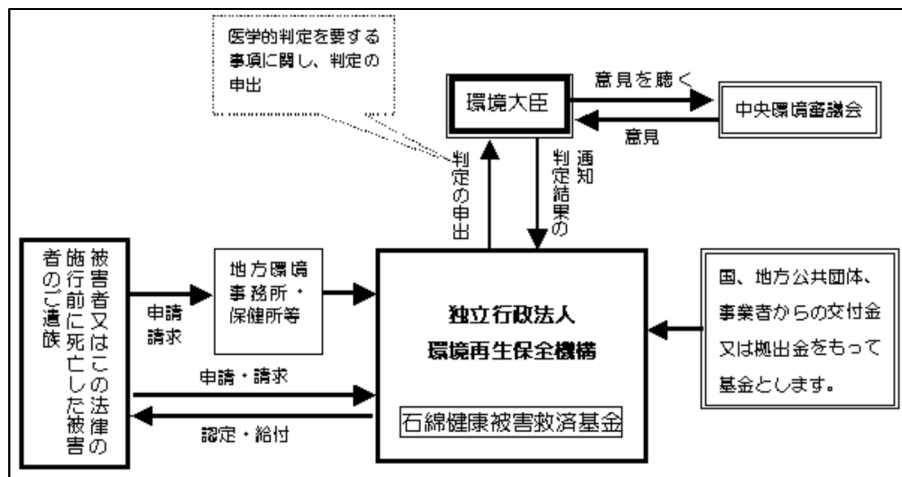 医学的判定を要する
事項に関し、判定の
申出
環境大臣
意見を聴く
意見
中央環境審議会
判定の申出
通知
判定結果の
被害者又はこの法律の
施行前に死亡した被害
者のご遺族
申請
請求
地方環境
事務所・
保健所等
独立行政法人
環境再生保全機構
石綿健康被害救済基金
国、地方公共団体、
事業者からの交付金
又は拠出金をもって
基金とします。
申請・請求
認定・給付